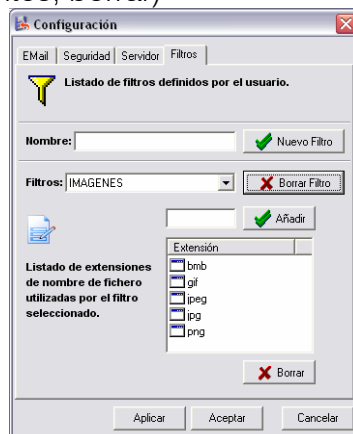 Configuración
EMail Seguridad Servidor Filtros
Listado de filtros definidos por el usuario.
Nombre: Nuevo Filtro
Filtros: IMAGENES Borrar Filtro
Añadir
Extensión
Listado de extensiones
de nombre de fichero
utilizadas por el filtro
seleccionado.
bmb
gif
jpeg
jpg
png
Borrar
Aplicar Aceptar Cancelar